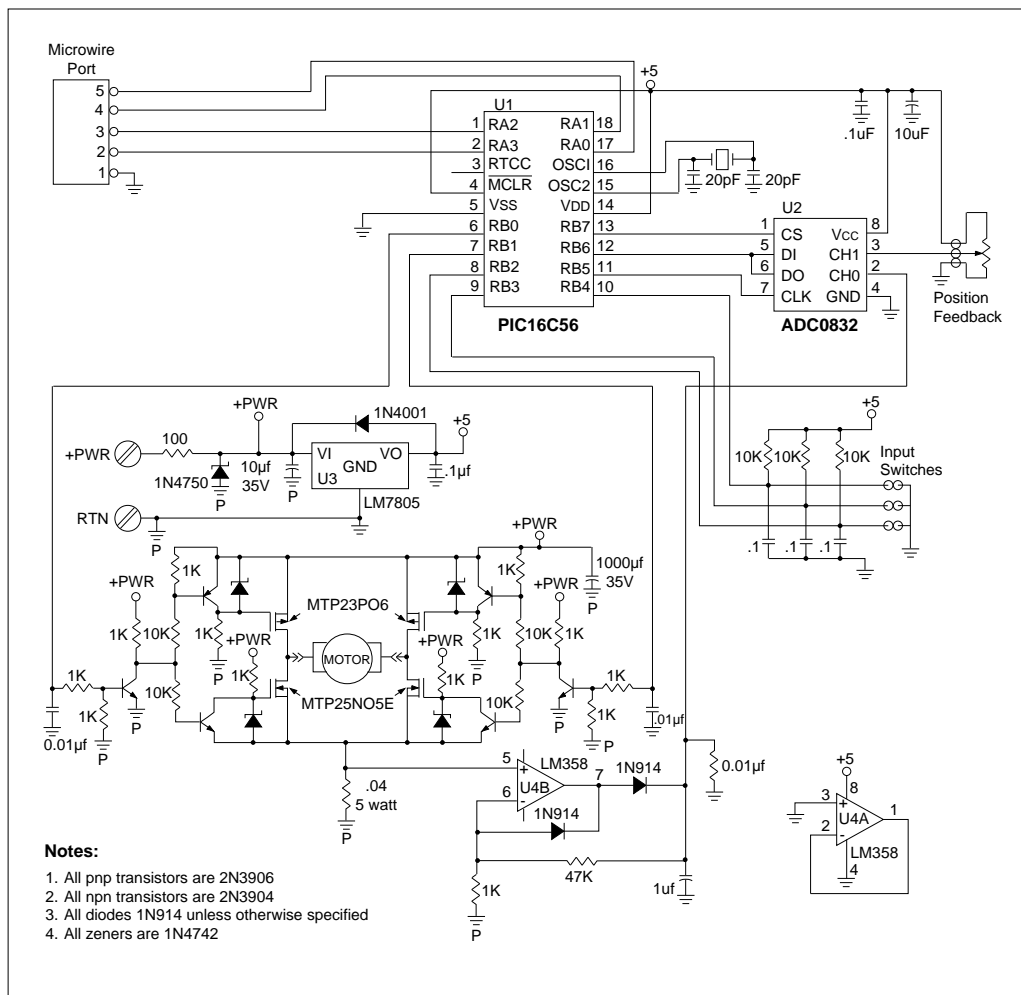 Microwire
Port
5
4
3
2
1
+5
U1
1 RA2 RA1 18
2 RA3 RA0 17
3 RTCC OSCI 16
4 MCLR OSC2 15
5 VSS VDD 14
6 RB0 RB7 13
7 RB1 RB6 12
8 RB2 RB5 11
9 RB3 RB4 10
PIC16C56
20pF
20pF
.1uF
10uF
U2
1 CS VCC 8
5 DI CH1 3
6 DO CH0 2
7 CLK GND 4
ADC0832
Position
Feedback
+PWR
1N4001
+5
+PWR
100
1N4750
P
10µf
35V
P
VI VO
GND
U3
LM7805
.1µf
RTN
P
+5
10K
10K
10K
Input
Switches
.1
.1
.1
+PWR
1000µf
35V
P
+PWR
1K
1K
10K
1K
P
MTP23PO6
+PWR
1K
MOTOR
MTP25NO5E
+PWR
1K
1K
1K
P
10K
+PWR
1K
1K
P
10K
1K
1K
P
0.01µf
P
10K
1K
P
.01µf
.04
5 watt
P
5
6
+
-
LM358
U4B
7
1N914
1N914
0.01µf
47K
1K
P
1uf
+5
8
3
2
+
-
U4A
1
LM358
4
Notes:
1. All pnp transistors are 2N3906
2. All npn transistors are 2N3904
3. All diodes 1N914 unless otherwise specified
4. All zeners are 1N4742